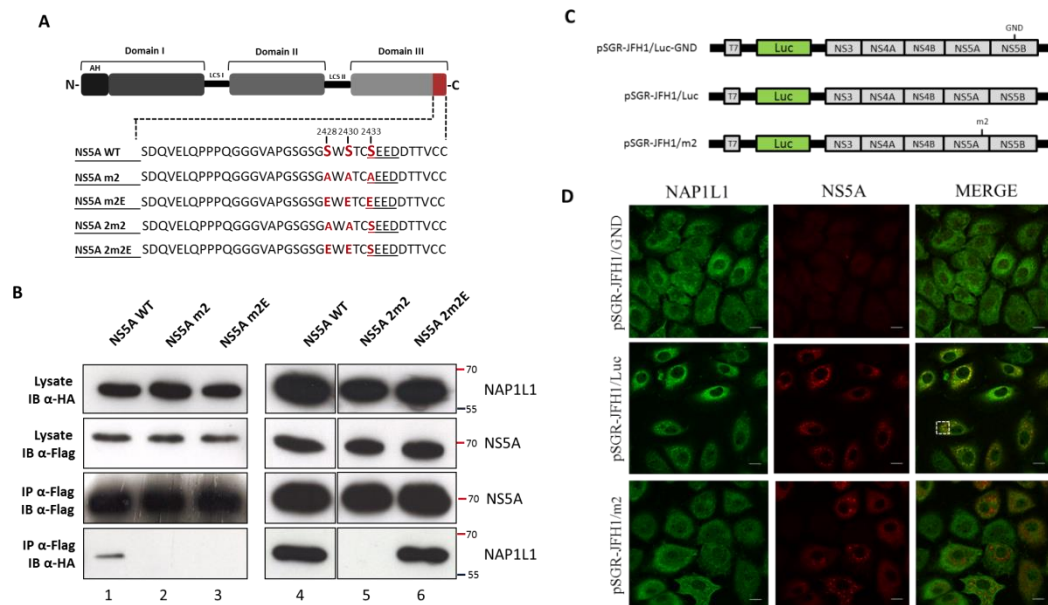 A
Domain I
Domain II
Domain III
AH
LCS I
LCS II
N-
-C
2428 2430 2433
NS5A WT SDQVELQPPPQGGGVAPGSGSGSWSTCSEEDDTTVCC
NS5A m2 SDQVELQPPPQGGGVAPGSGSGAWATCAEEDDTTVCC
NS5A m2E SDQVELQPPPQGGGVAPGSGSGEWETCEEEDDTTVCC
NS5A 2m2 SDQVELQPPPQGGGVAPGSGSGAWATCSEEDDTTVCC
NS5A 2m2E SDQVELQPPPQGGGVAPGSGSGEWETCSEEDDTTVCC
B
NS5A WT
NS5A m2
NS5A m2E
NS5A WT
NS5A 2m2
NS5A 2m2E
Lysate
IB α-HA
70
NAP1L1
55
Lysate
IB α-Flag
70
NS5A
IP α-Flag
IB α-Flag
70
NS5A
IP α-Flag
IB α-HA
70
NAP1L1
55
1 2 3 4 5 6
C
GND
pSGR-JFH1/Luc-GND T7 Luc NS3 NS4A NS4B NS5A NS5B
pSGR-JFH1/Luc T7 Luc NS3 NS4A NS4B NS5A NS5B
m2
pSGR-JFH1/m2 T7 Luc NS3 NS4A NS4B NS5A NS5B
D
NAP1L1 NS5A MERGE
pSGR-JFH1/GND
pSGR-JFH1/Luc
pSGR-JFH1/m2